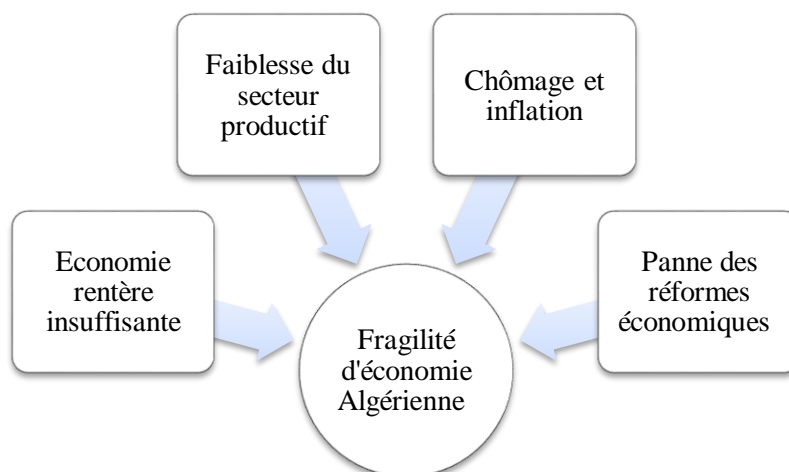 Faiblesse du
secteur
productif
Chômage et
inflation
Economie
rentère
insuffisante
Panne des
réformes
économiques
Fragilité
d'économie
Algérienne